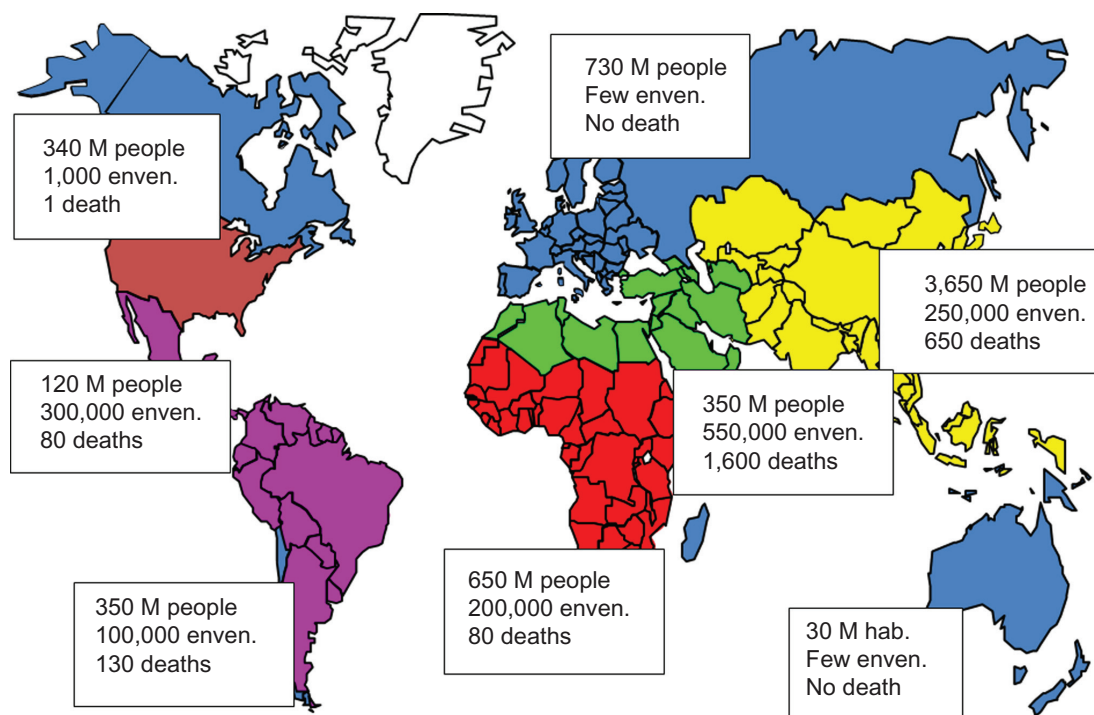 730 M people
Few enven.
No death
340 M people
1,000 enven.
1 death
3,650 M people
250,000 enven.
650 deaths
120 M people
300,000 enven.
80 deaths
350 M people
550,000 enven.
1,600 deaths
650 M people
200,000 enven.
80 deaths
350 M people
100,000 enven.
130 deaths
30 M hab.
Few enven.
No death